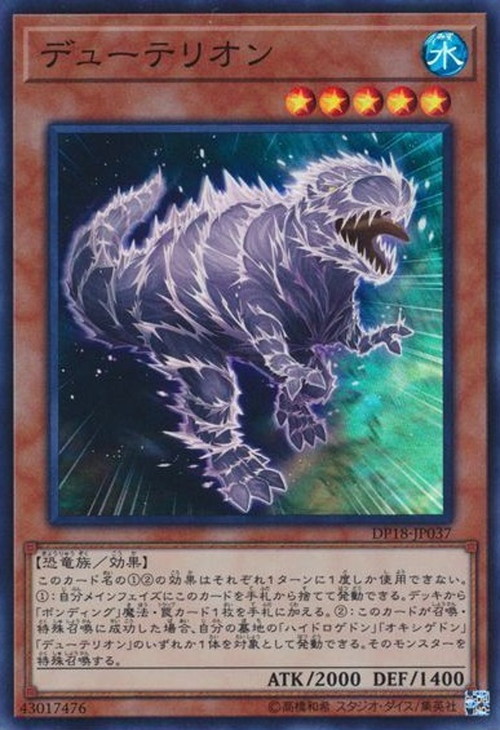 デューテリオン
水
DP18-JP037
【恐竜族/効果】
このカード名の①②の効果はそれぞれ1ターンに1度しか使用できない。
①:自分メインフェイズにこのカードを手札から捨てて発動できる。デッキから
「ボンディング」魔法・罠カード1枚を手札に加える。②:このカードが召喚・
特殊召喚に成功した場合、自分の墓地の「ハイドロゲドン」「オキシゲドン」
「デューテリオン」のいずれか1体を対象として発動できる。そのモンスターを
特殊召喚する。
ATK/2000 DEF/1400
43017476 ©高橋和希 スタジオ・ダイス/集英社